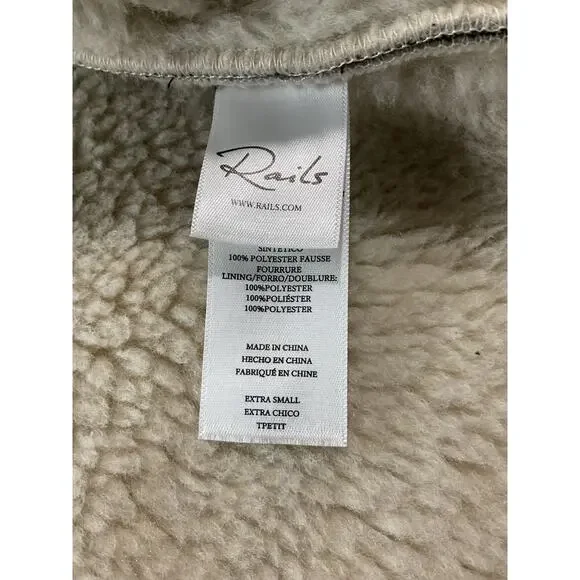 Rails
WWW.RAILS.COM
SINTETICO
100% POLYESTER FAUSSE
FOURRURE
LINING/FORRO/DOUBLURE:
100%POLYESTER
100%POLIÉSTER
100%POLYESTER
MADE IN CHINA
HECHO EN CHINA
FABRIQUÉ EN CHINE
EXTRA SMALL
EXTRA CHICO
TPETIT